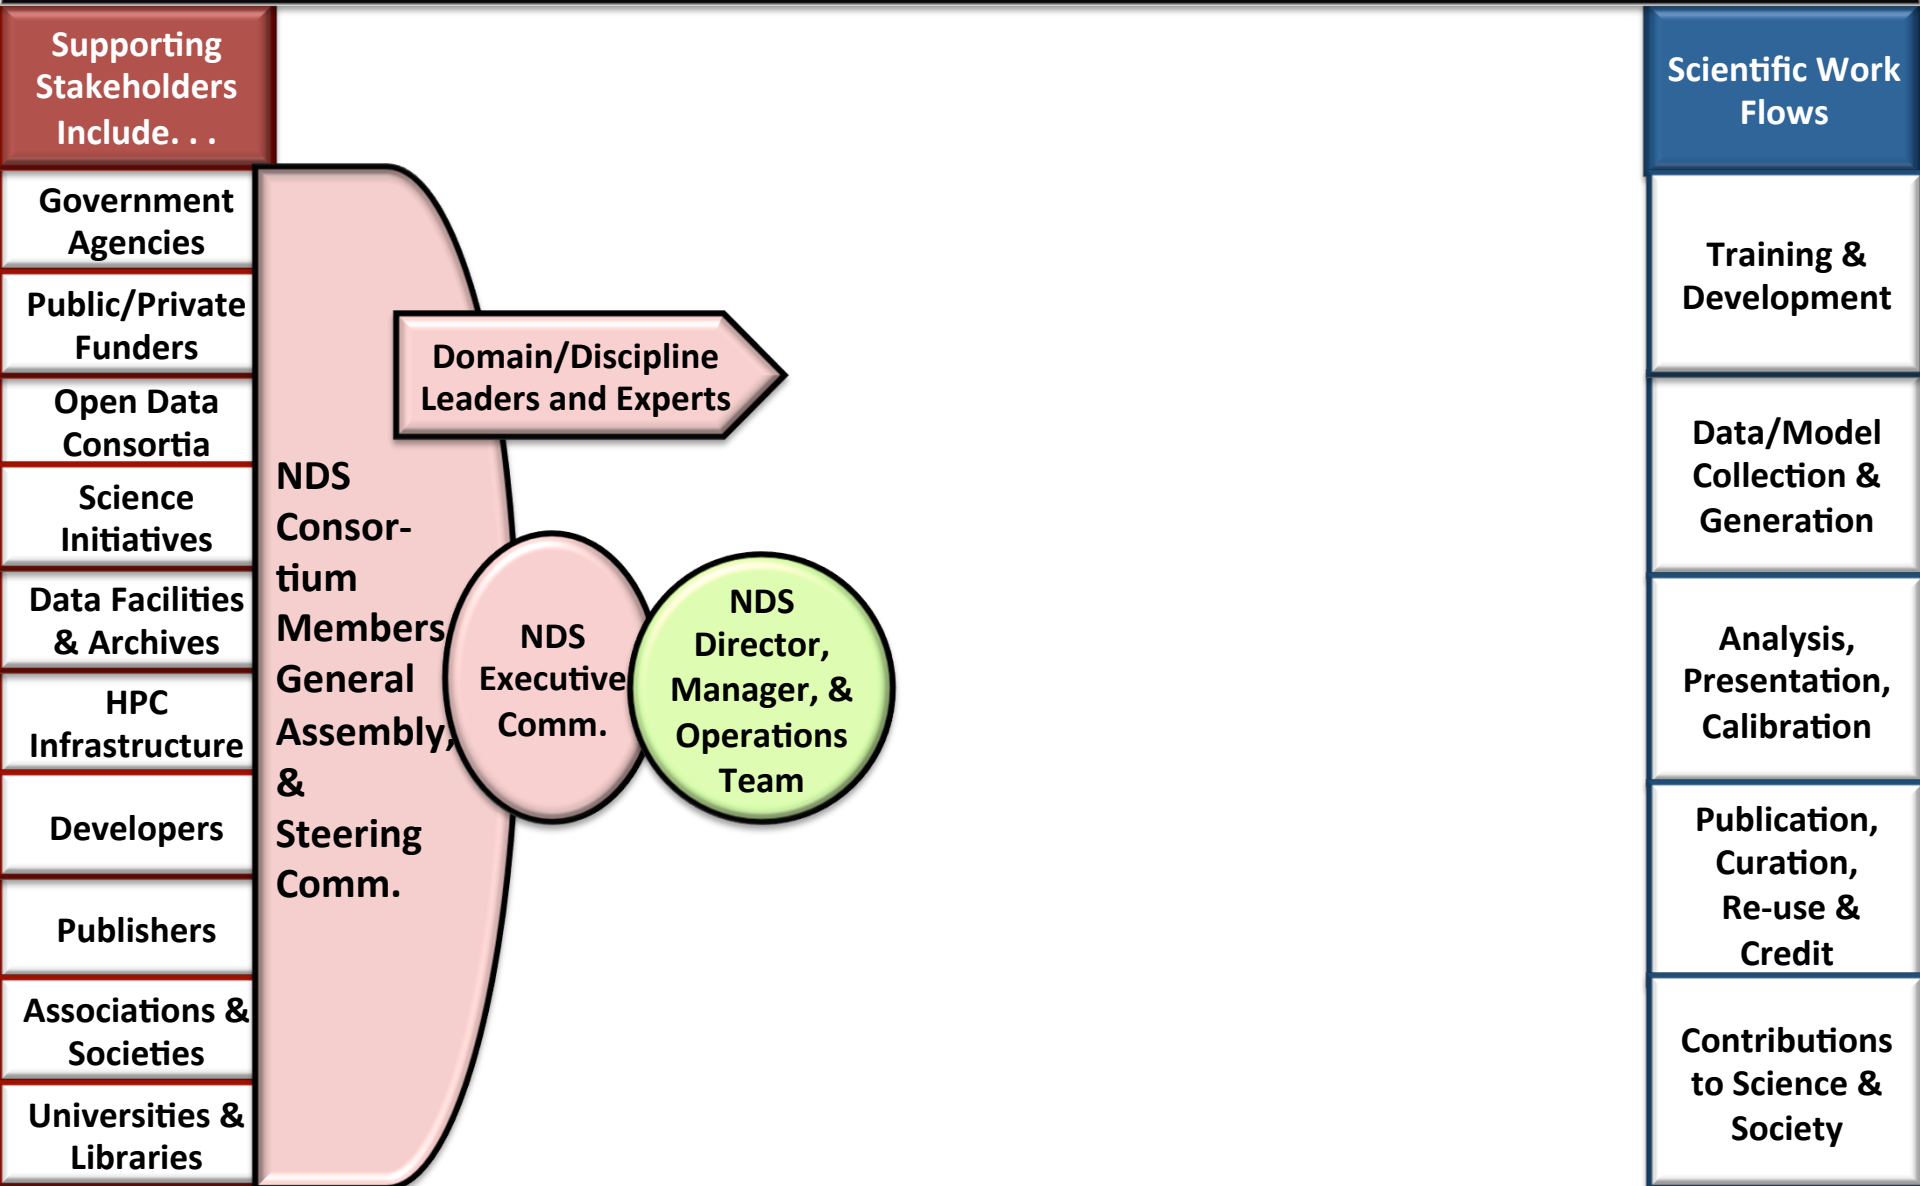 Supporting
Stakeholders
Include. . .
Government
Agencies
Public/Private
Funders
Open Data
Consortia
Science
Initiatives
Data Facilities
& Archives
HPC
Infrastructure
Developers
Publishers
Associations &
Societies
Universities &
Libraries
NDS
Consor-
tium
Members
General
Assembly,
&
Steering
Comm.
Domain/Discipline
Leaders and Experts
NDS
Executive
Comm.
NDS
Director,
Manager, &
Operations
Team
Scientific Work
Flows
Training &
Development
Data/Model
Collection &
Generation
Analysis,
Presentation,
Calibration
Publication,
Curation,
Re-use &
Credit
Contributions
to Science &
Society